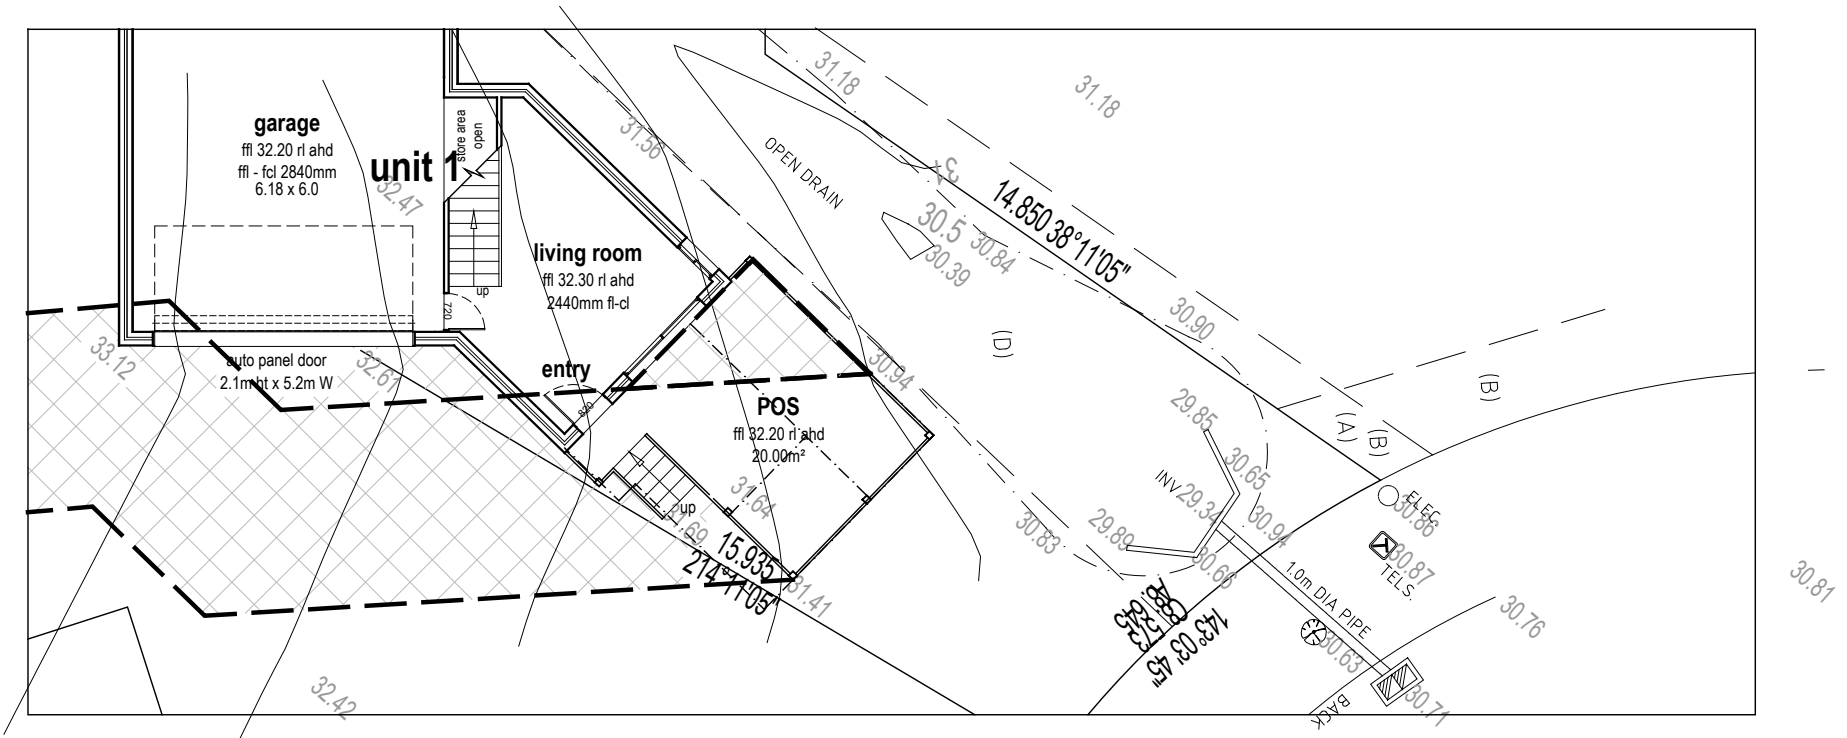 garage
ffl 32.20 rl ahd
ffl - fcl 2840mm
6.18 x 6.0
unit 1
store area
open
32.47
living room
ffl 32.30 rl ahd
2440mm fl-cl
up
720
entry
820
auto panel door
2.1m ht x 5.2m W
33.12
32.61
POS
ffl 32.20 rl ahd
20.00m²
31.64
up
31.69
15.935
214°11'05"
31.41
32.42
31.56
31.18
31.18
OPEN DRAIN
31
30.5
30.84
30.39
14.850 38°11'05"
30.90
(D)
30.94
(B)
(B)
(A)
29.85
30.65
INV
29.34
29.89
30.94
30.66
30.83
ELEC
30.86
30.87
TELS.
1.0m DIA PIPE
30.63
30.71
BACK
30.76
30.81
143° 03' 45"